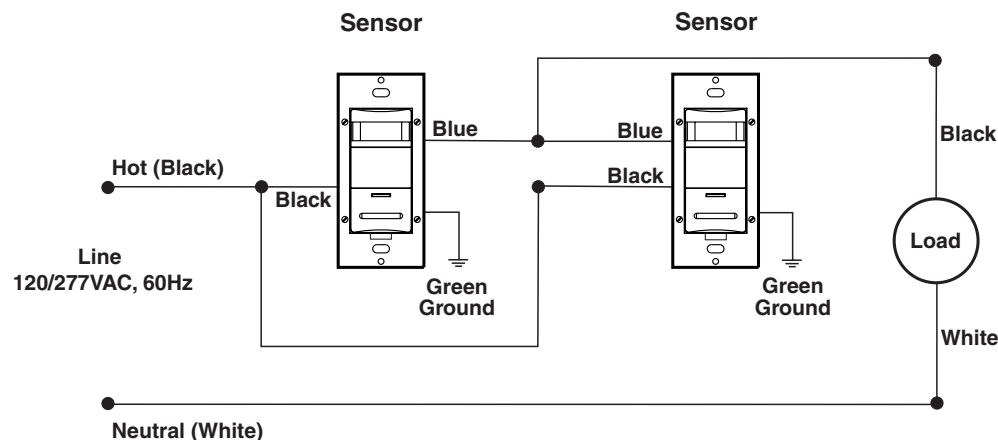 Sensor
Sensor
Blue
Blue
Black
Hot (Black)
Black
Black
Line
120/277VAC, 60Hz
Load
Green
Ground
Green
Ground
White
Neutral (White)